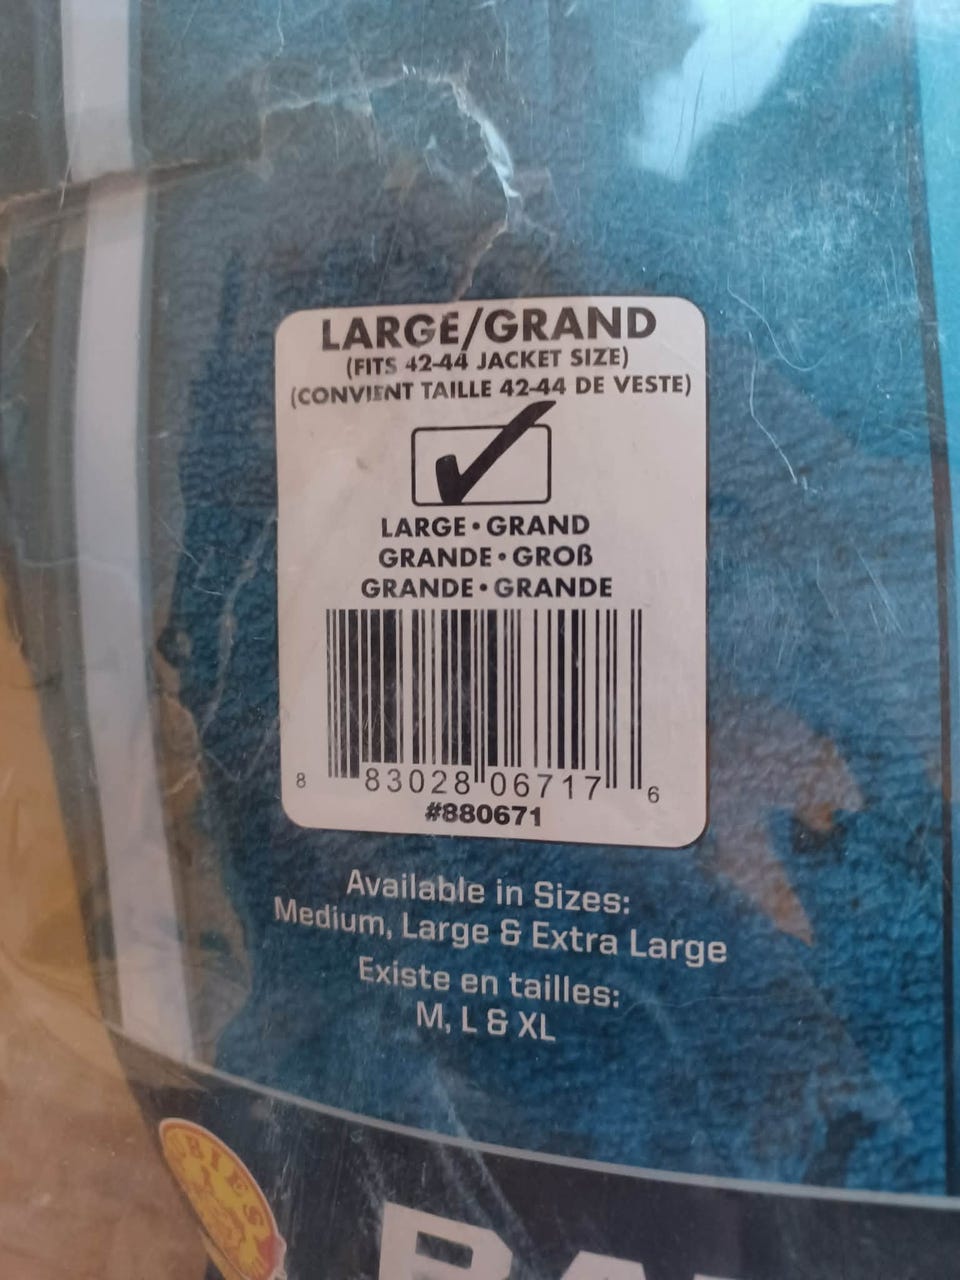 LARGE/GRAND
(FITS 42-44 JACKET SIZE)
(CONVIENT TAILLE 42-44 DE VESTE)
LARGE • GRAND
GRANDE • GROß
GRANDE • GRANDE
8 83028 06717 6
#880671
Available in Sizes:
Medium, Large & Extra Large
Existe en tailles:
M, L & XL